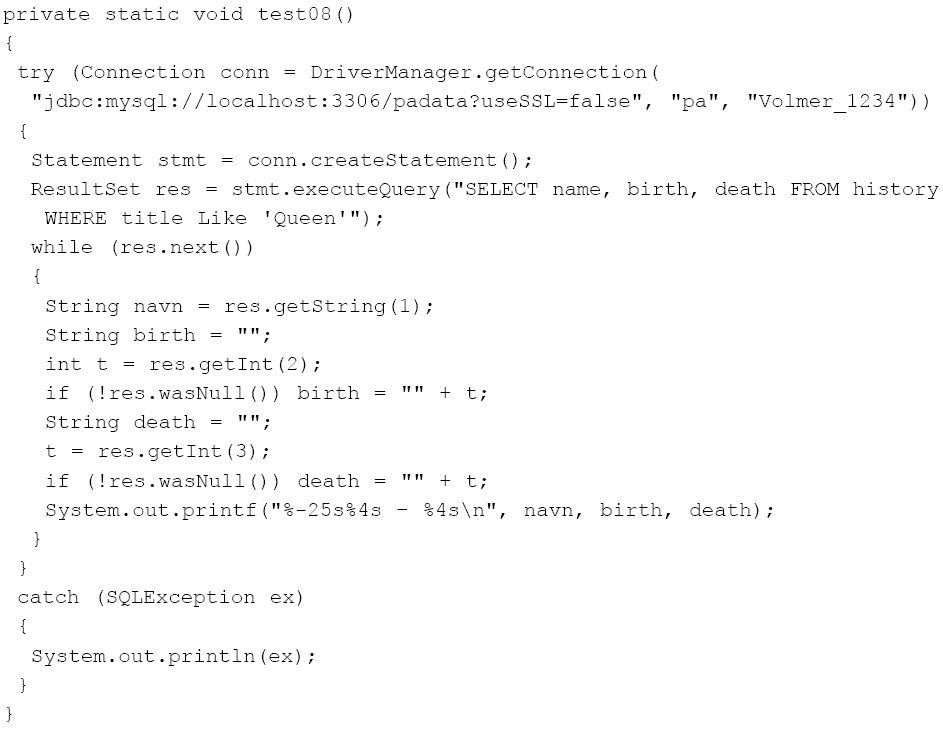 private static void test08()
{
 try (Connection conn = DriverManager.getConnection(
  "jdbc:mysql://localhost:3306/padata?useSSL=false", "pa", "Volmer_1234"))
 {
  Statement stmt = conn.createStatement();
  ResultSet res = stmt.executeQuery("SELECT name, birth, death FROM history
   WHERE title Like 'Queen'");
  while (res.next())
  {
   String navn = res.getString(1);
   String birth = "";
   int t = res.getInt(2);
   if (!res.wasNull()) birth = "" + t;
   String death = "";
   t = res.getInt(3);
   if (!res.wasNull()) death = "" + t;
   System.out.printf("%-25s%4s - %4s\n", navn, birth, death);
  }
 }
 catch (SQLException ex)
 {
  System.out.println(ex);
 }
}